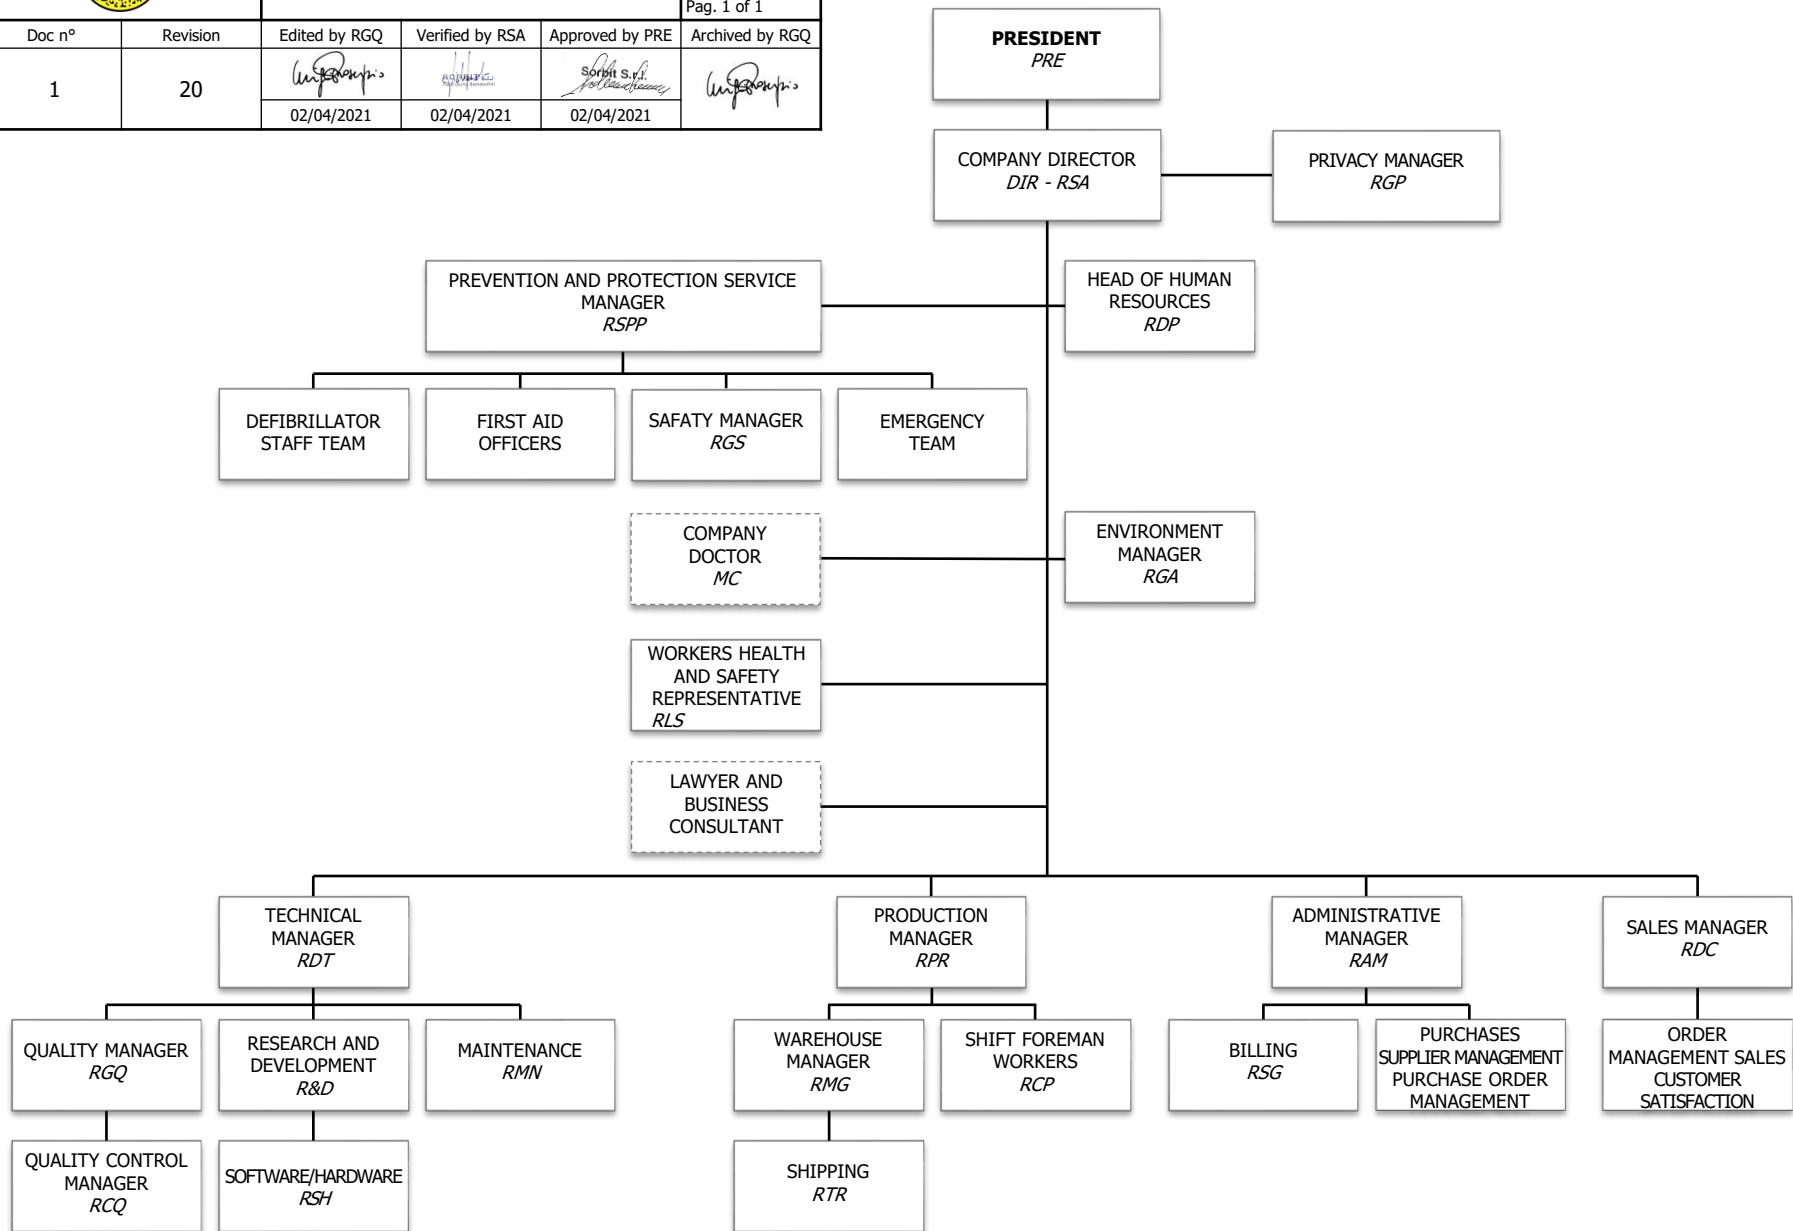 Pag. 1 of 1
Doc n°
Revision
Edited by RGQ
Verified by RSA
Approved by PRE
Archived by RGQ
1
20
Sorbit S.r.l.
02/04/2021
02/04/2021
02/04/2021
PRESIDENT
PRE
COMPANY DIRECTOR
DIR - RSA
PRIVACY MANAGER
RGP
PREVENTION AND PROTECTION SERVICE
MANAGER
RSPP
HEAD OF HUMAN
RESOURCES
RDP
DEFIBRILLATOR
STAFF TEAM
FIRST AID
OFFICERS
SAFATY MANAGER
RGS
EMERGENCY
TEAM
COMPANY
DOCTOR
MC
ENVIRONMENT
MANAGER
RGA
WORKERS HEALTH
AND SAFETY
REPRESENTATIVE
RLS
LAWYER AND
BUSINESS
CONSULTANT
TECHNICAL
MANAGER
RDT
PRODUCTION
MANAGER
RPR
ADMINISTRATIVE
MANAGER
RAM
SALES MANAGER
RDC
QUALITY MANAGER
RGQ
RESEARCH AND
DEVELOPMENT
R&D
MAINTENANCE
RMN
WAREHOUSE
MANAGER
RMG
SHIFT FOREMAN
WORKERS
RCP
BILLING
RSG
PURCHASES
SUPPLIER MANAGEMENT
PURCHASE ORDER
MANAGEMENT
ORDER
MANAGEMENT SALES
CUSTOMER
SATISFACTION
QUALITY CONTROL
MANAGER
RCQ
SOFTWARE/HARDWARE
RSH
SHIPPING
RTR